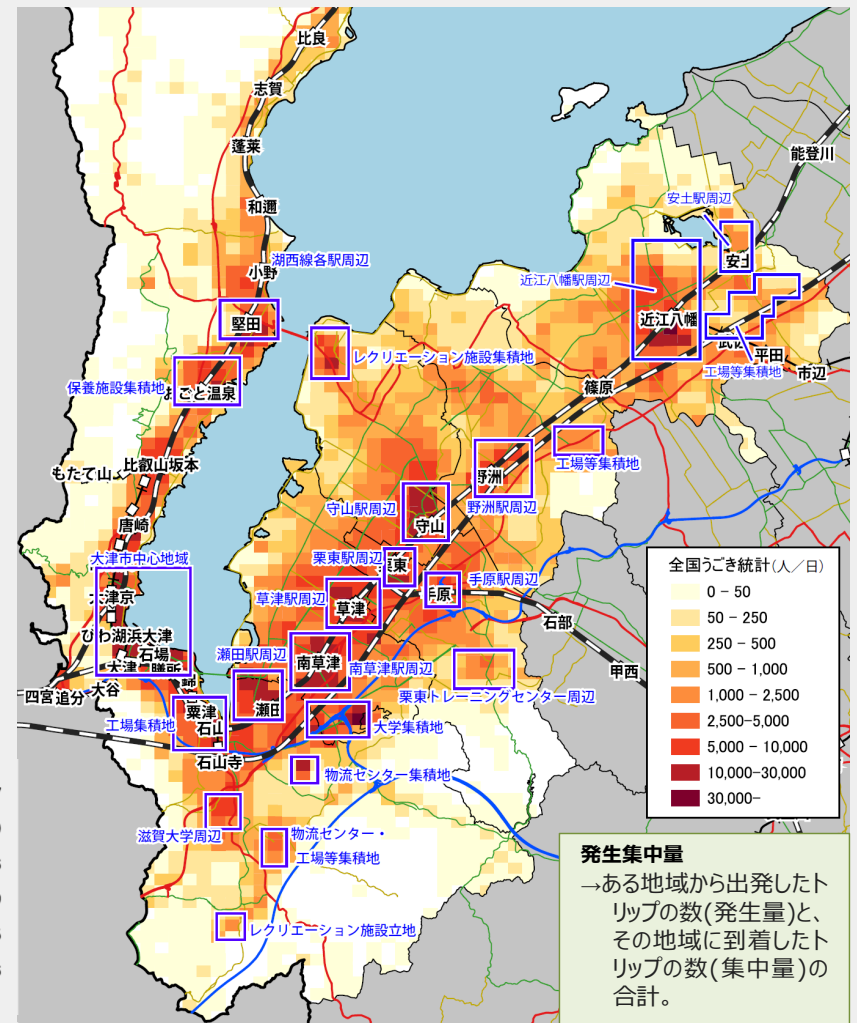 比良
志賀
蓬莱
能登川
和邇
安土駅周辺
湖西線各駅周辺
安土
小野
近江八幡駅周辺
堅田
近江八幡
レクリエーション施設集積地
武佐
平田
工場等集積地
市辺
保養施設集積地
おごと温泉
篠原
比叡山坂本
もたて山
工場等集積地
野洲
守山駅周辺
野洲駅周辺
唐崎
守山
大津市中心地域
栗東駅周辺
栗東
手原駅周辺
草津駅周辺
手原
大津京
草津
石部
びわ湖浜大津
瀬田駅周辺
石場
南草津
南草津駅周辺
大津
膳所
甲西
四宮
追分
大谷
栗東トレーニングセンター周辺
粟津
瀬田
工場集積地
石山
大学集積地
石山寺
物流センター集積地
滋賀大学周辺
物流センター・
工場等集積地
レクリエーション施設立地
全国うごき統計(人/日)
0 – 50
50 – 250
250 – 500
500 – 1,000
1,000 – 2,500
2,500–5,000
5,000 – 10,000
10,000–30,000
30,000–
発生集中量
→ある地域から出発したト
リップの数(発生量)と、
その地域に到着したト
リップの数(集中量)の
合計。